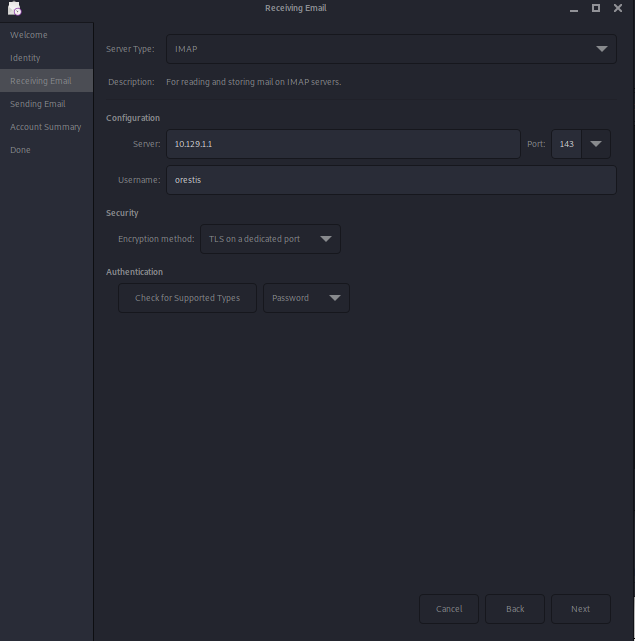 Receiving Email
Welcome
Identity
Receiving Email
Sending Email
Account Summary
Done
Server Type: IMAP
Description: For reading and storing mail on IMAP servers.
Configuration
Server: 10.129.1.1 Port: 143
Username: orestis
Security
Encryption method: TLS on a dedicated port
Authentication
Check for Supported Types Password
Cancel Back Next